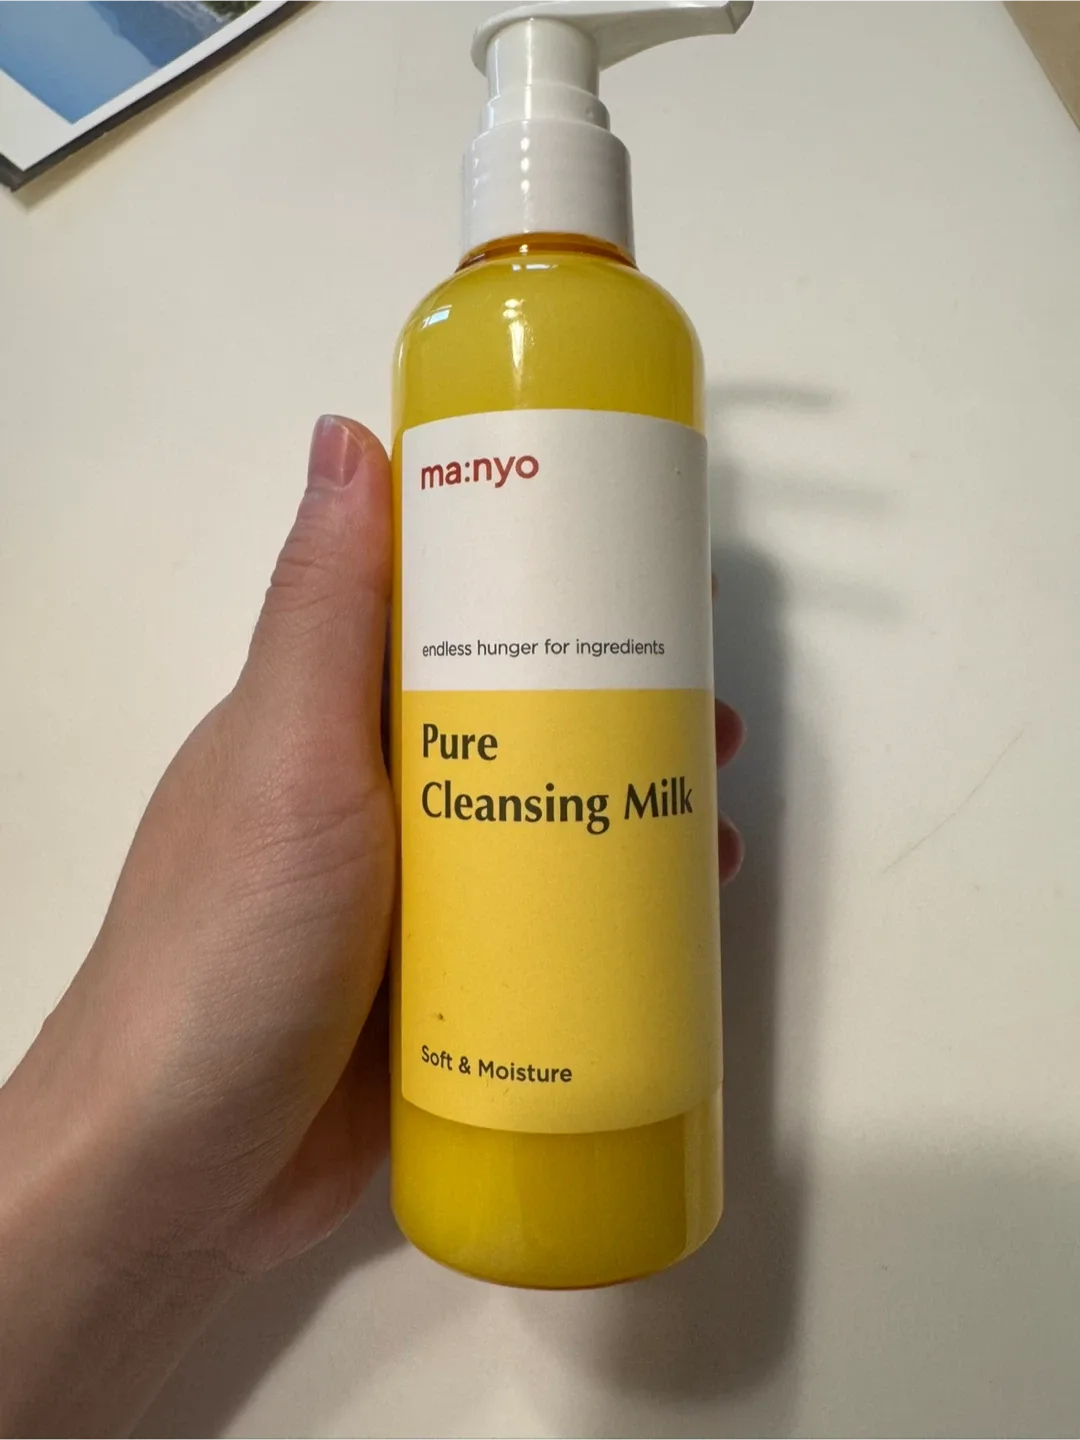 ma:nyo
endless hunger for ingredients
Pure
Cleansing Milk
Soft & Moisture